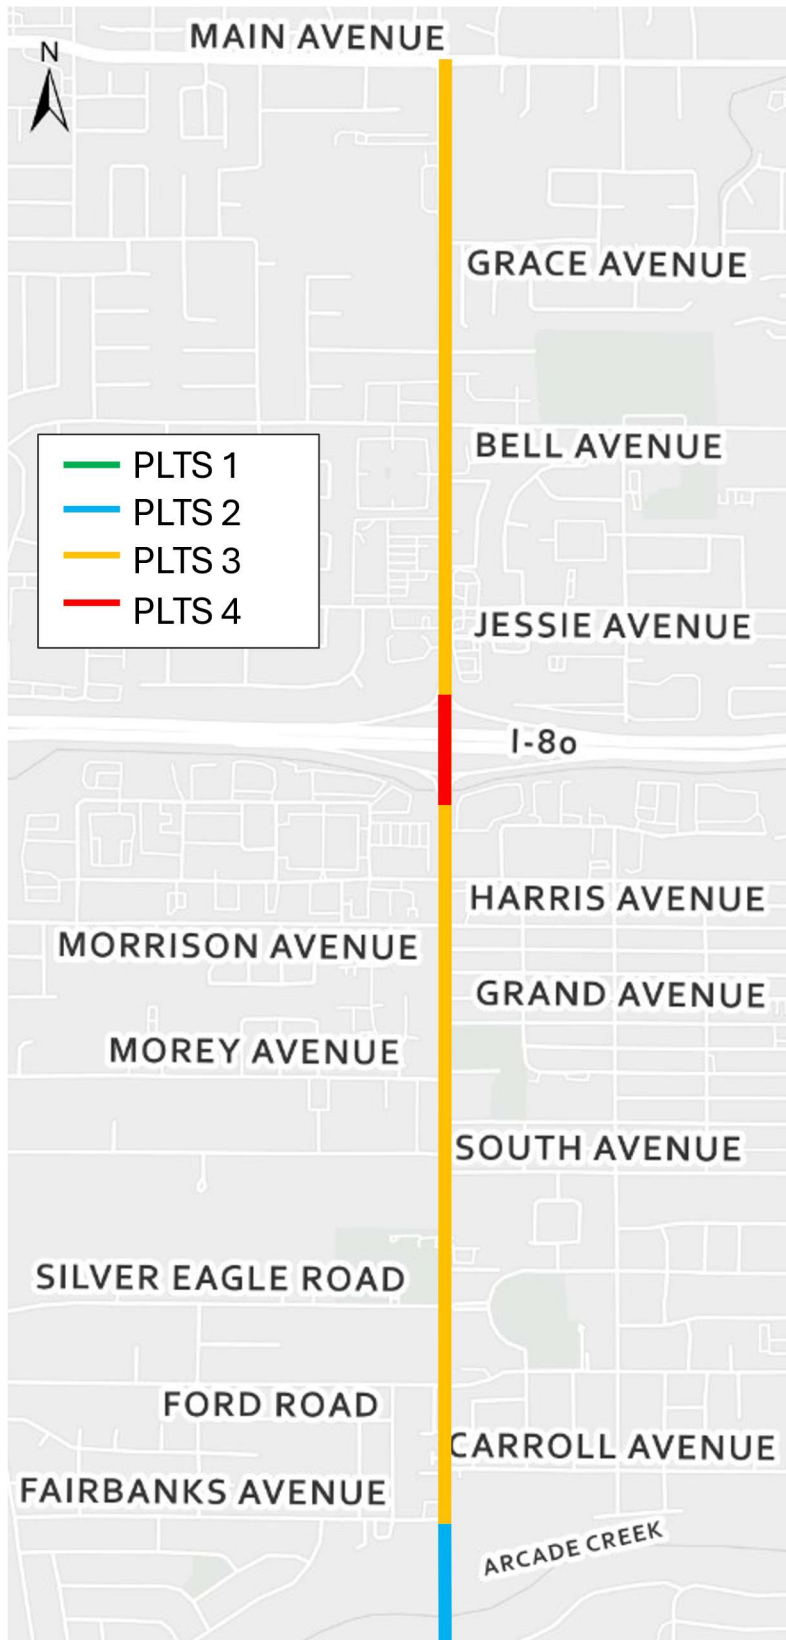 MAIN AVENUE
N
GRACE AVENUE
BELL AVENUE
PLTS 1
PLTS 2
PLTS 3
PLTS 4
JESSIE AVENUE
I-80
HARRIS AVENUE
MORRISON AVENUE
GRAND AVENUE
MOREY AVENUE
SOUTH AVENUE
SILVER EAGLE ROAD
FORD ROAD
CARROLL AVENUE
FAIRBANKS AVENUE
ARCADE CREEK